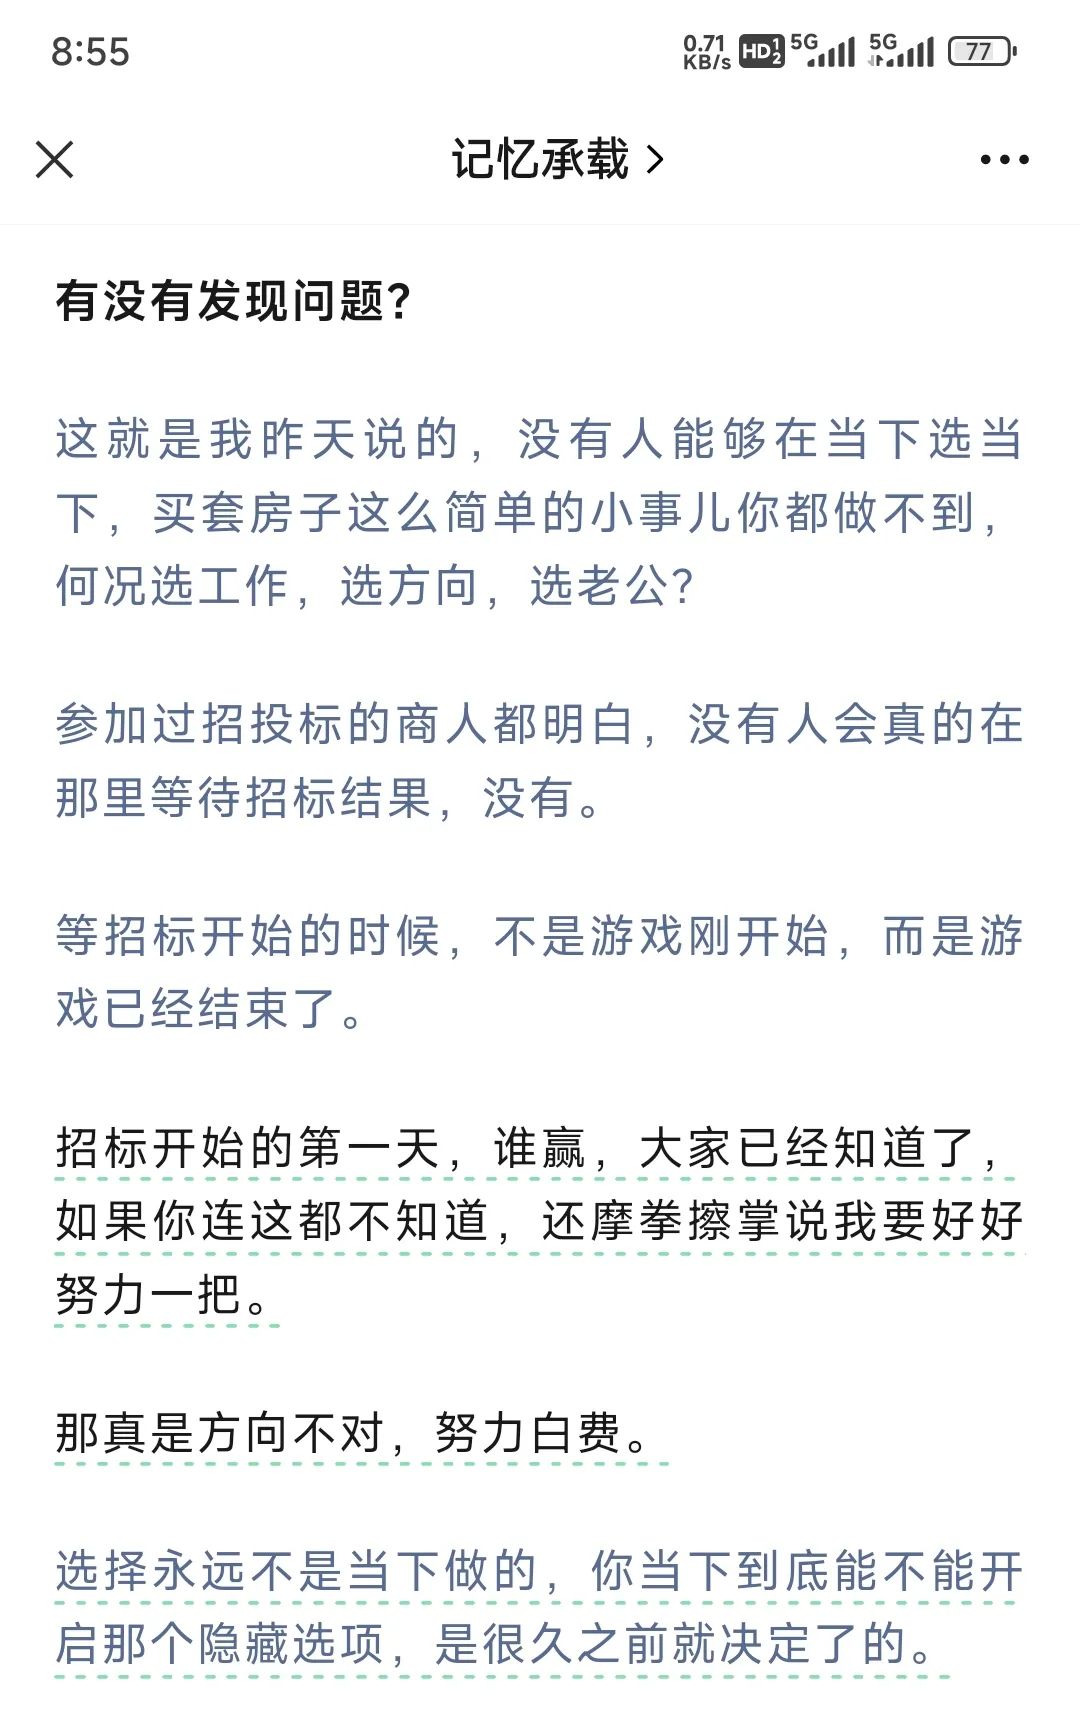 8:55
0.71 KB/s HD 1 2 5G 5G 77
记忆承载
有没有发现问题?
这就是我昨天说的，没有人能够在当下选当
下，买套房子这么简单的小事儿你都做不到，
何况选工作，选方向，选老公?
参加过招投标的商人都明白，没有人会真的在
那里等待招标结果，没有。
等招标开始的时候，不是游戏刚开始，而是游
戏已经结束了。
招标开始的第一天，谁赢，大家已经知道了，
如果你连这都不知道，还摩拳擦掌说我要好好
努力一把。
那真是方向不对，努力白费。
选择永远不是当下做的，你当下到底能不能开
启那个隐藏选项，是很久之前就决定了的。